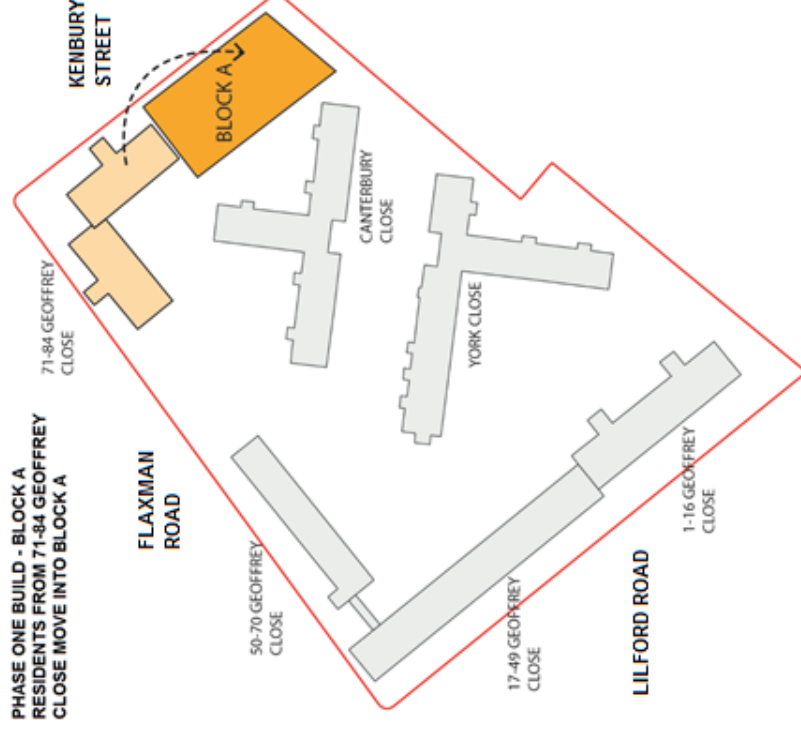 PHASE ONE BUILD - BLOCK A
RESIDENTS FROM 71-84 GEOFFREY
CLOSE MOVE INTO BLOCK A
FLAXMAN
ROAD
71-84 GEOFFREY
CLOSE
KENBURY
STREET
BLOCK A
CANTERBURY
CLOSE
YORK CLOSE
50-70 GEOFFREY
CLOSE
17-49 GEOFFREY
CLOSE
1-16 GEOFFREY
CLOSE
LILFORD ROAD